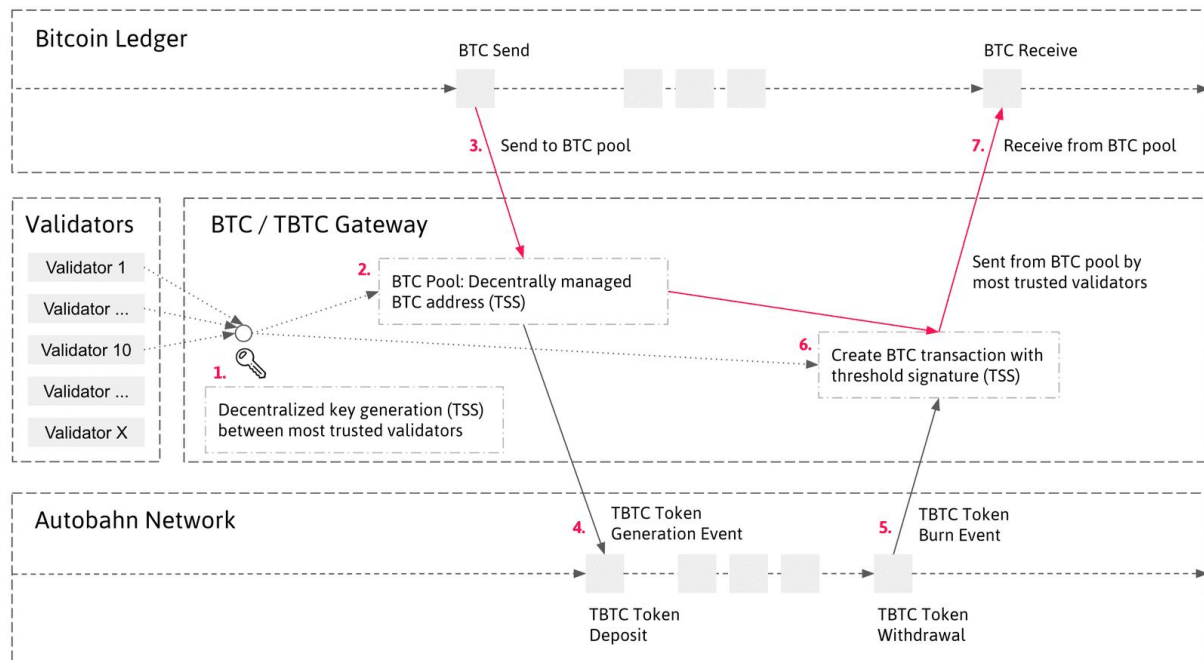 Bitcoin Ledger
BTC Send
BTC Receive
3.
Send to BTC pool
7.
Receive from BTC pool
Validators
Validator 1
Validator ...
Validator 10
Validator ...
Validator X
BTC / TBTC Gateway
2.
BTC Pool: Decentrally managed
BTC address (TSS)
Sent from BTC pool by
most trusted validators
1.
Decentralized key generation (TSS)
between most trusted validators
6.
Create BTC transaction with
threshold signature (TSS)
Autobahn Network
4.
TBTC Token
Generation Event
5.
TBTC Token
Burn Event
TBTC Token
Deposit
TBTC Token
Withdrawal